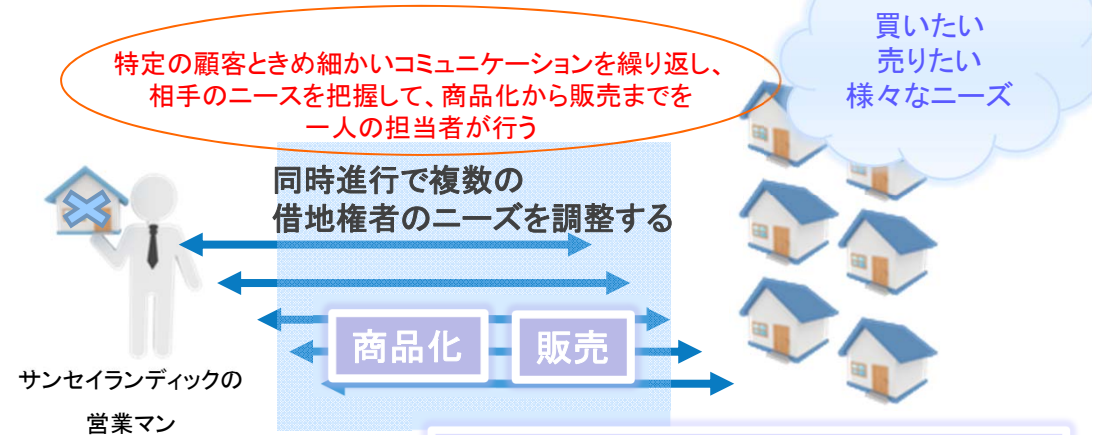 買いたい
売りたい
様々なニーズ
特定の顧客ときめ細かいコミュニケーションを繰り返し、
相手のニースを把握して、商品化から販売までを
一人の担当者が行う
同時進行で複数の
借地権者のニーズを調整する
商品化
販売
サンセイランディックの
営業マン